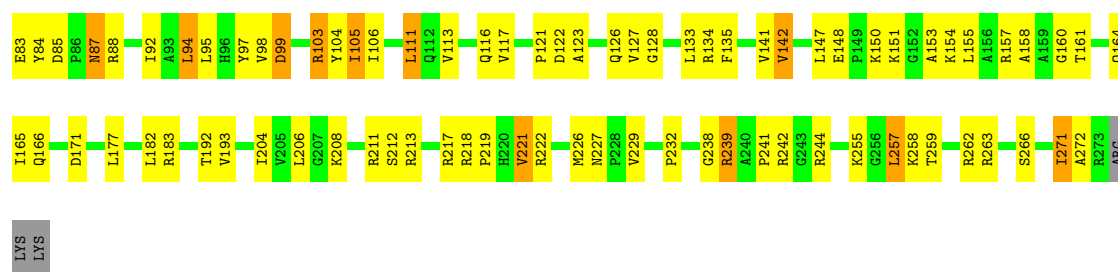 E83 Y84 D85 P86 N87 R88 I92 A93 L94 L95 H96 Y97 V98 D99 R103 Y104 I105 I106 L111 Q112 V113 Q116 V117 P121 D122 A123 Q126 V127 G128 L133 R134 F135 V141 V142 L147 E148 P149 K150 K151 G152 A153 K154 L155 A156 R157 A158 A159 G160 T161 Q164
I165 Q166 D171 L177 L182 R183 T192 V193 I204 V205 L206 G207 K208 R211 S212 R213 R217 R218 P219 H220 V221 R222 M226 N227 P228 V229 P232 G238 R239 A240 P241 R242 G243 R244 K255 G256 L257 K258 T259 R262 R263 S266 I271 A272 R273 ARG
LYS LYS